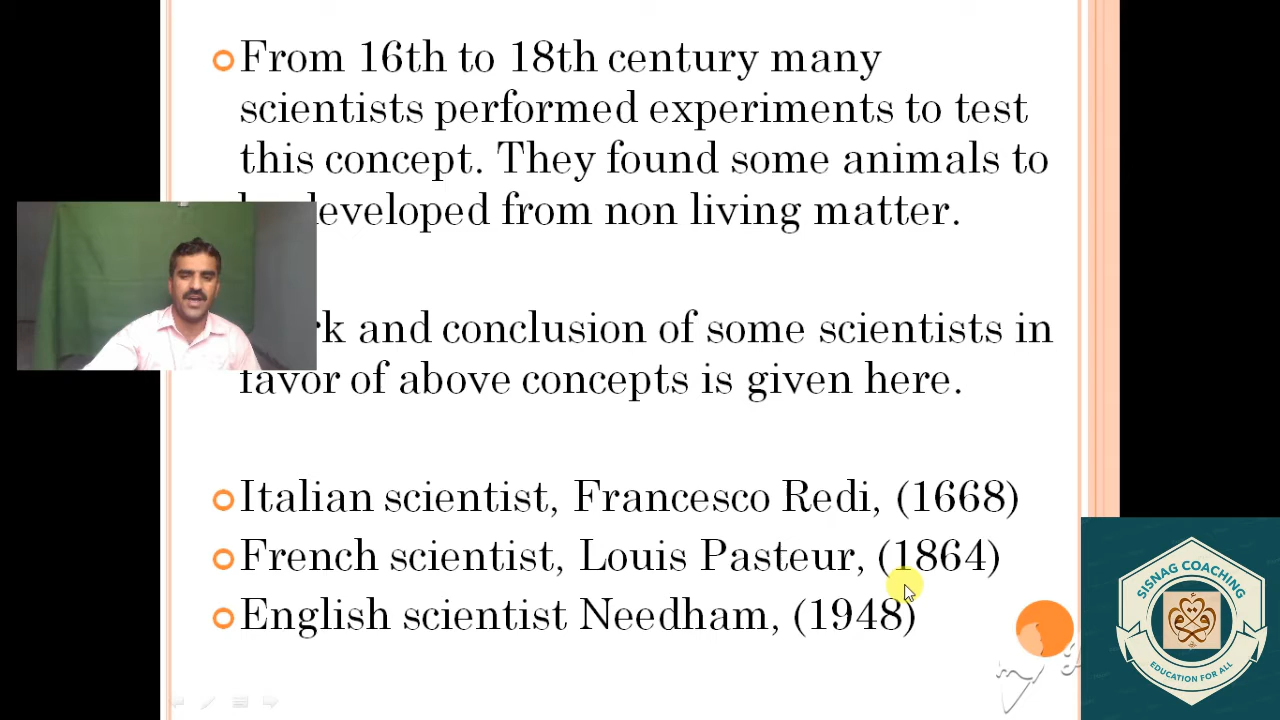 From 16th to 18th century many
scientists performed experiments to test
this concept. They found some animals to
developed from non living matter.
and conclusion of some scientists in
favor of above concepts is given here.
Italian scientist, Francesco Redi, (1668)
French scientist, Louis Pasteur, (1864)
English scientist Needham, (1948)
SISNAG COACHING
EDUCATION FOR ALL